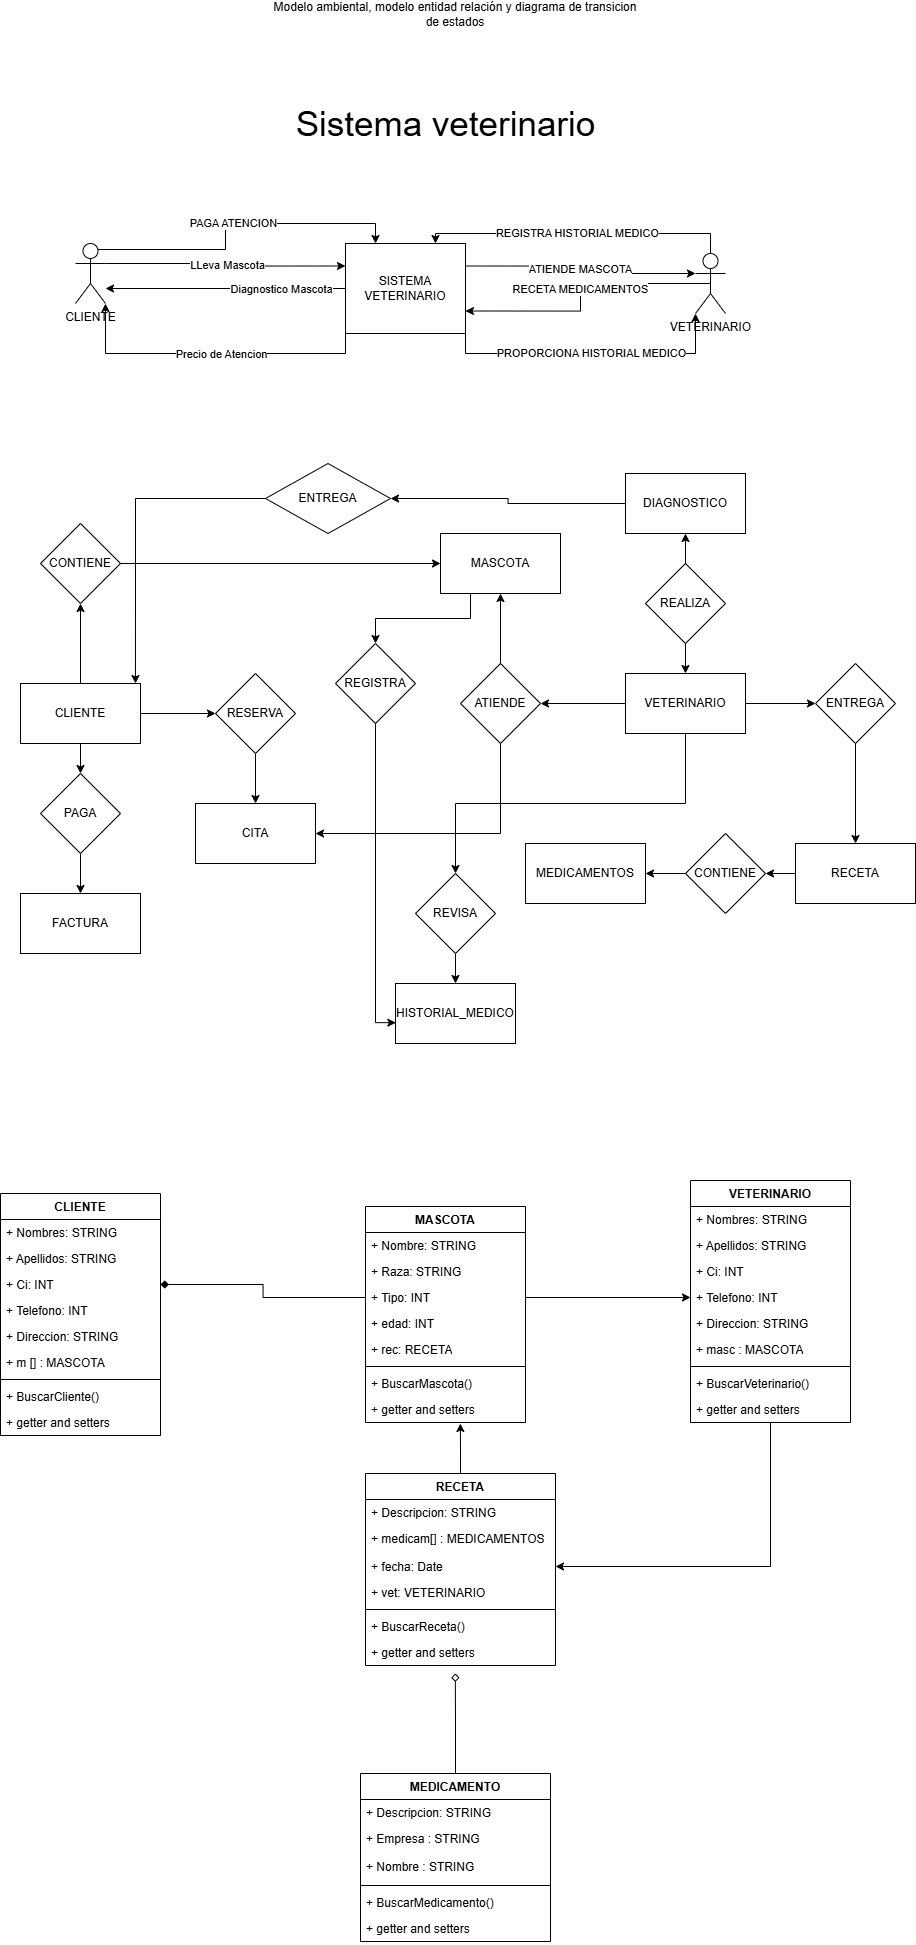 Modelo ambiental, modelo entidad relación y diagrama de transicion
de estados
Sistema veterinario
PAGA ATENCION
REGISTRA HISTORIAL MEDICO
LLeva Mascota
ATIENDE MASCOTA
SISTEMA
VETERINARIO
Diagnostico Mascota
RECETA MEDICAMENTOS
CLIENTE
VETERINARIO
Precio de Atencion
PROPORCIONA HISTORIAL MEDICO
ENTREGA
DIAGNOSTICO
CONTIENE
MASCOTA
REALIZA
REGISTRA
CLIENTE
RESERVA
ATIENDE
VETERINARIO
ENTREGA
PAGA
CITA
MEDICAMENTOS
CONTIENE
RECETA
FACTURA
REVISA
HISTORIAL_MEDICO
CLIENTE
+ Nombres: STRING
+ Apellidos: STRING
+ Ci: INT
+ Telefono: INT
+ Direccion: STRING
+ m [] : MASCOTA
+ BuscarCliente()
+ getter and setters
MASCOTA
+ Nombre: STRING
+ Raza: STRING
+ Tipo: INT
+ edad: INT
+ rec: RECETA
+ BuscarMascota()
+ getter and setters
VETERINARIO
+ Nombres: STRING
+ Apellidos: STRING
+ Ci: INT
+ Telefono: INT
+ Direccion: STRING
+ masc : MASCOTA
+ BuscarVeterinario()
+ getter and setters
RECETA
+ Descripcion: STRING
+ medicam[] : MEDICAMENTOS
+ fecha: Date
+ vet: VETERINARIO
+ BuscarReceta()
+ getter and setters
MEDICAMENTO
+ Descripcion: STRING
+ Empresa : STRING
+ Nombre : STRING
+ BuscarMedicamento()
+ getter and setters